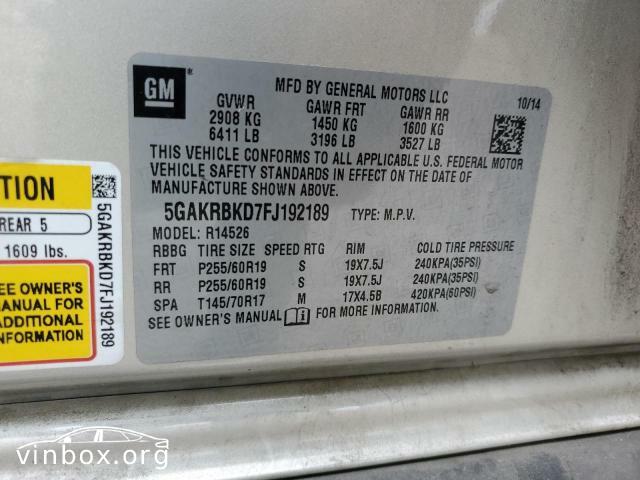 GM
MFD BY GENERAL MOTORS LLC
10/14
GVWR GAWR FRT GAWR RR
2908 KG 1450 KG 1600 KG
6411 LB 3196 LB 3527 LB
THIS VEHICLE CONFORMS TO ALL APPLICABLE U.S. FEDERAL MOTOR
VEHICLE SAFETY STANDARDS IN EFFECT ON THE DATE OF
MANUFACTURE SHOWN ABOVE.
5GAKRBKD7FJ192189 TYPE: M.P.V.
MODEL: R14526
RBBG TIRE SIZE SPEED RTG RIM COLD TIRE PRESSURE
FRT P255/60R19 S 19X7.5J 240KPA(35PSI)
RR P255/60R19 S 19X7.5J 240KPA(35PSI)
SPA T145/70R17 M 17X4.5B 420KPA(60PSI)
SEE OWNER'S MANUAL FOR MORE INFORMATION.
TION
REAR 5
1609 lbs.
SEE OWNER'S
MANUAL FOR
ADDITIONAL
INFORMATION
5GAKRBKD7FJ192189
vinbox.org